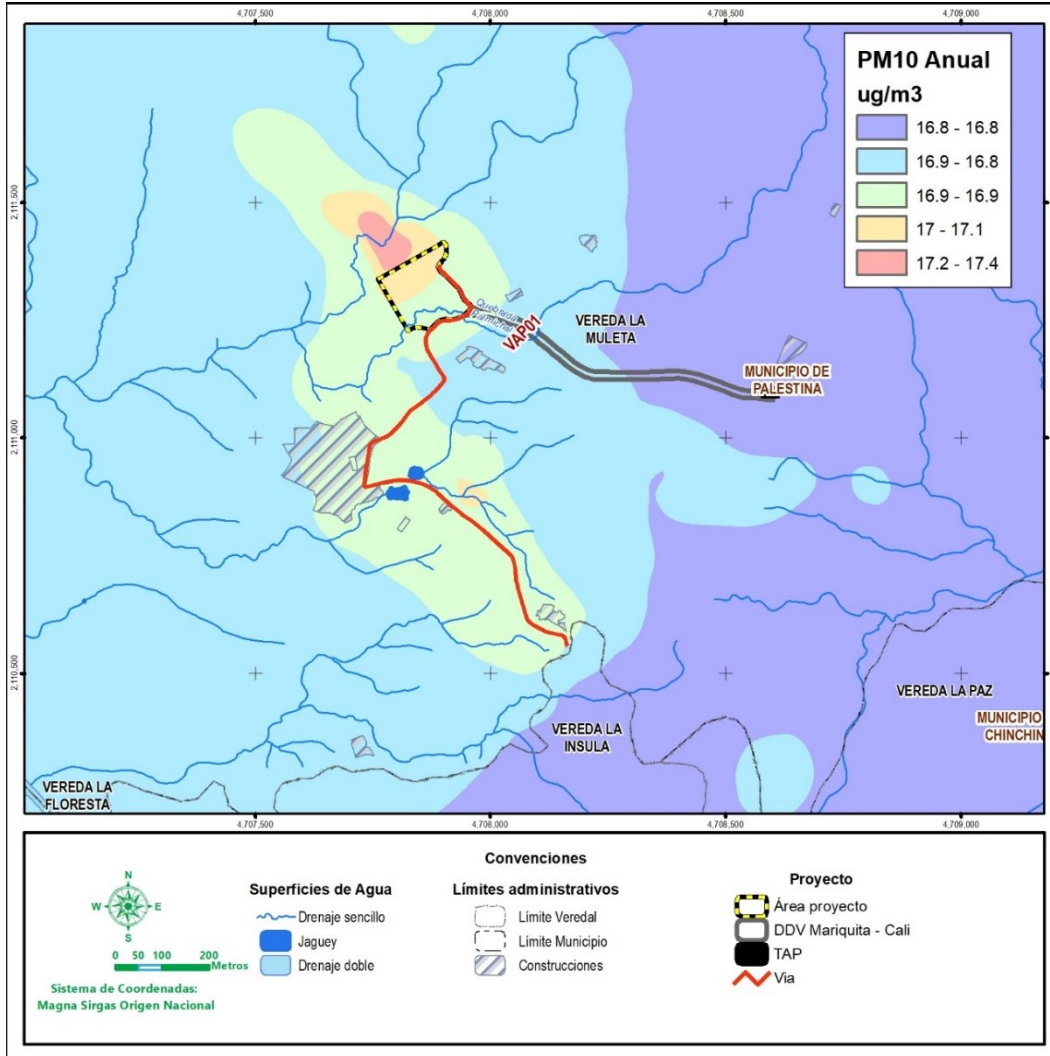 4,707,500
4,708,000
4,708,500
4,709,000
PM10 Anual
ug/m3
16.8 - 16.8
16.9 - 16.8
16.9 - 16.9
17 - 17.1
17.2 - 17.4
2,111,500
2,111,000
2,110,500
Quebrada
Palmichal
VAP01
VEREDA LA
MULETA
MUNICIPIO DE
PALESTINA
VEREDA LA PAZ
MUNICIPIO
CHINCHIN
VEREDA LA
INSULA
VEREDA LA
FLORESTA
4,707,500
4,708,000
4,708,500
4,709,000
Convenciones
N
W
E
S
0 50 100 200
Metros
Sistema de Coordenadas:
Magna Sirgas Origen Nacional
Superficies de Agua
Drenaje sencillo
Jaguey
Drenaje doble
Límites administrativos
Límite Veredal
Límite Municipio
Construcciones
Proyecto
Área proyecto
DDV Mariquita - Cali
TAP
Via